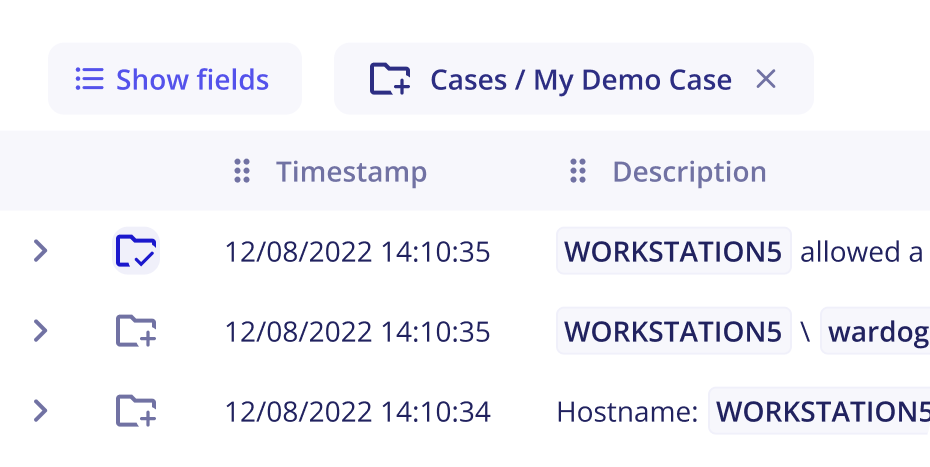 Show fields Cases / My Demo Case
Timestamp Description
12/08/2022 14:10:35 WORKSTATION5 allowed a
12/08/2022 14:10:35 WORKSTATION5 \ wardog
12/08/2022 14:10:34 Hostname: WORKSTATION5